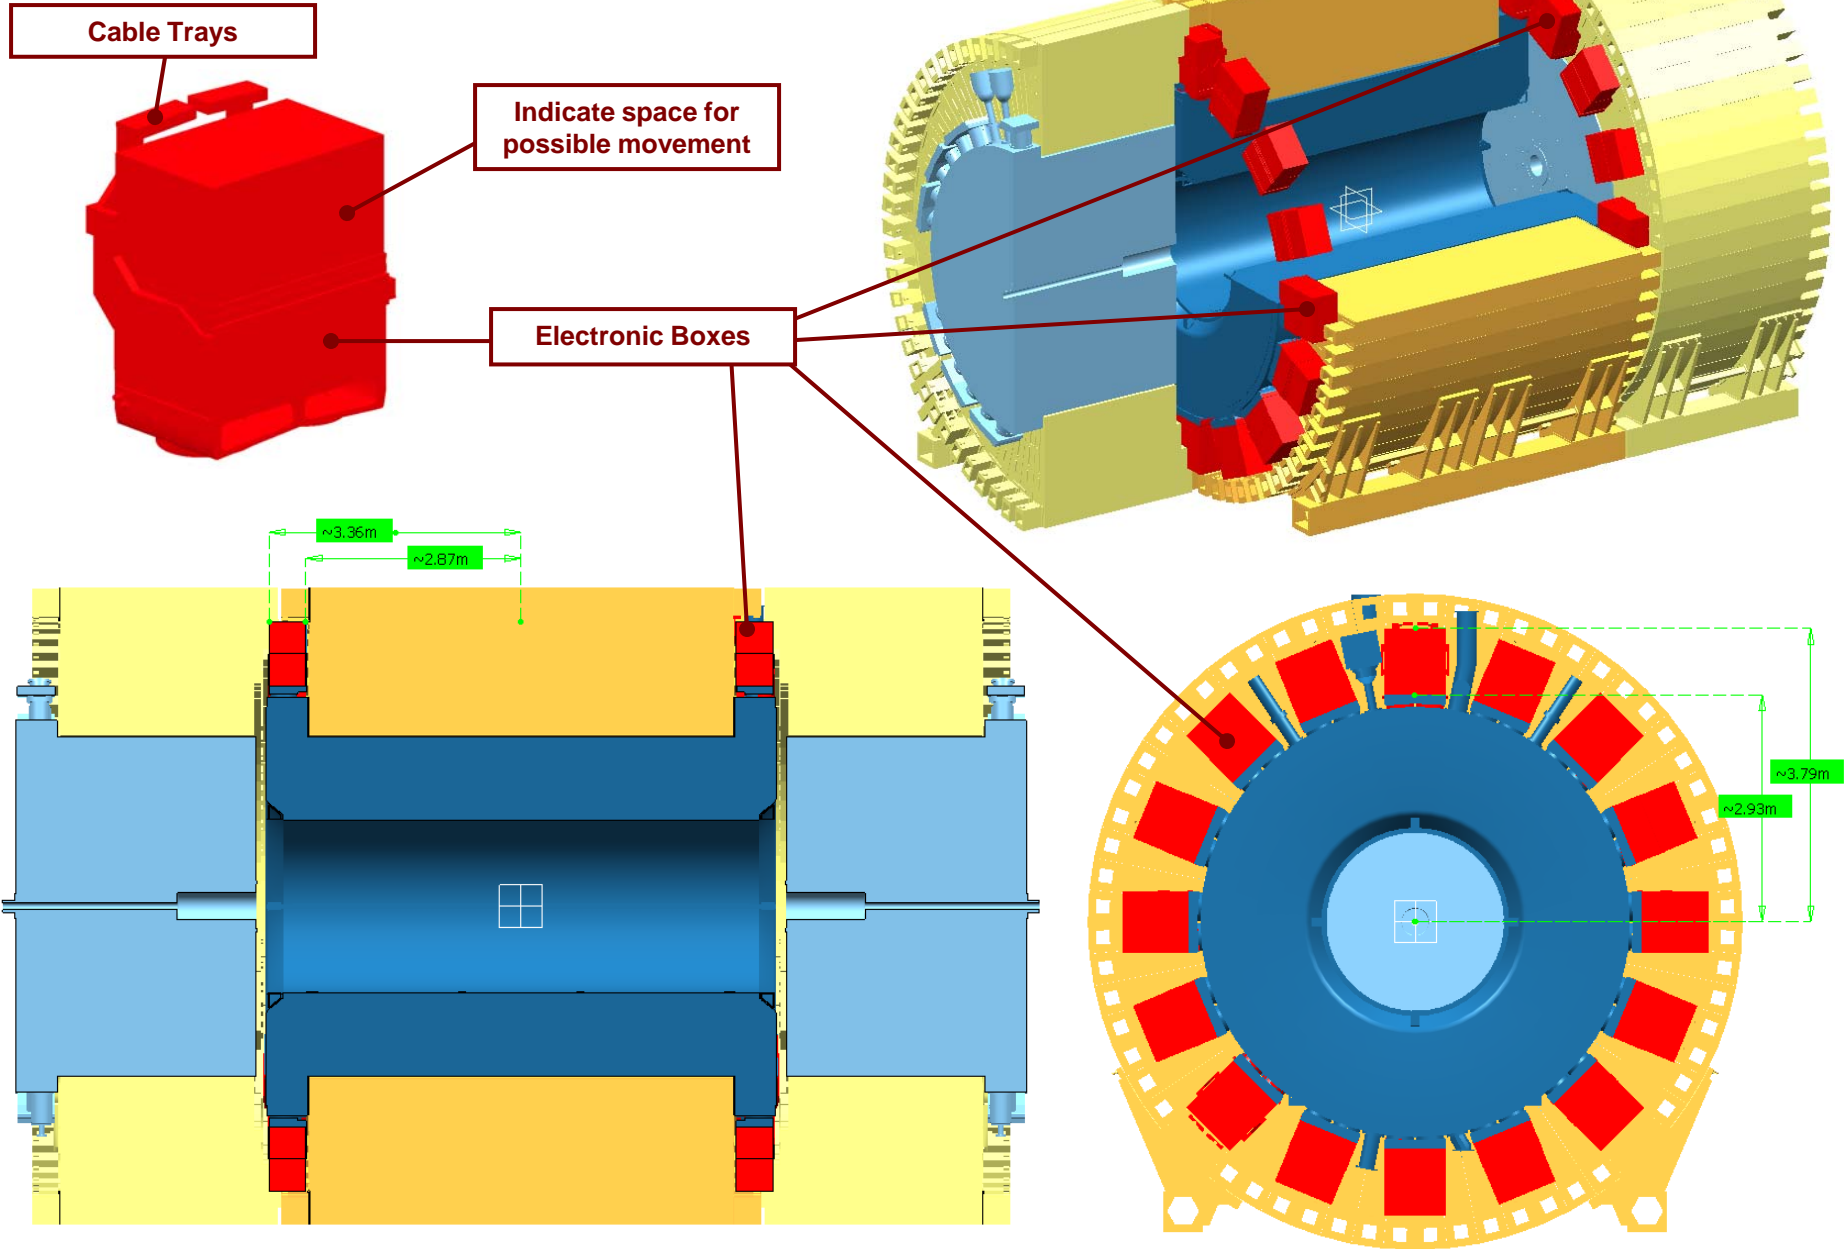 Cable Trays
Indicate space for
possible movement
Electronic Boxes
~3.36m
~2.87m
~3.79m
~2.93m